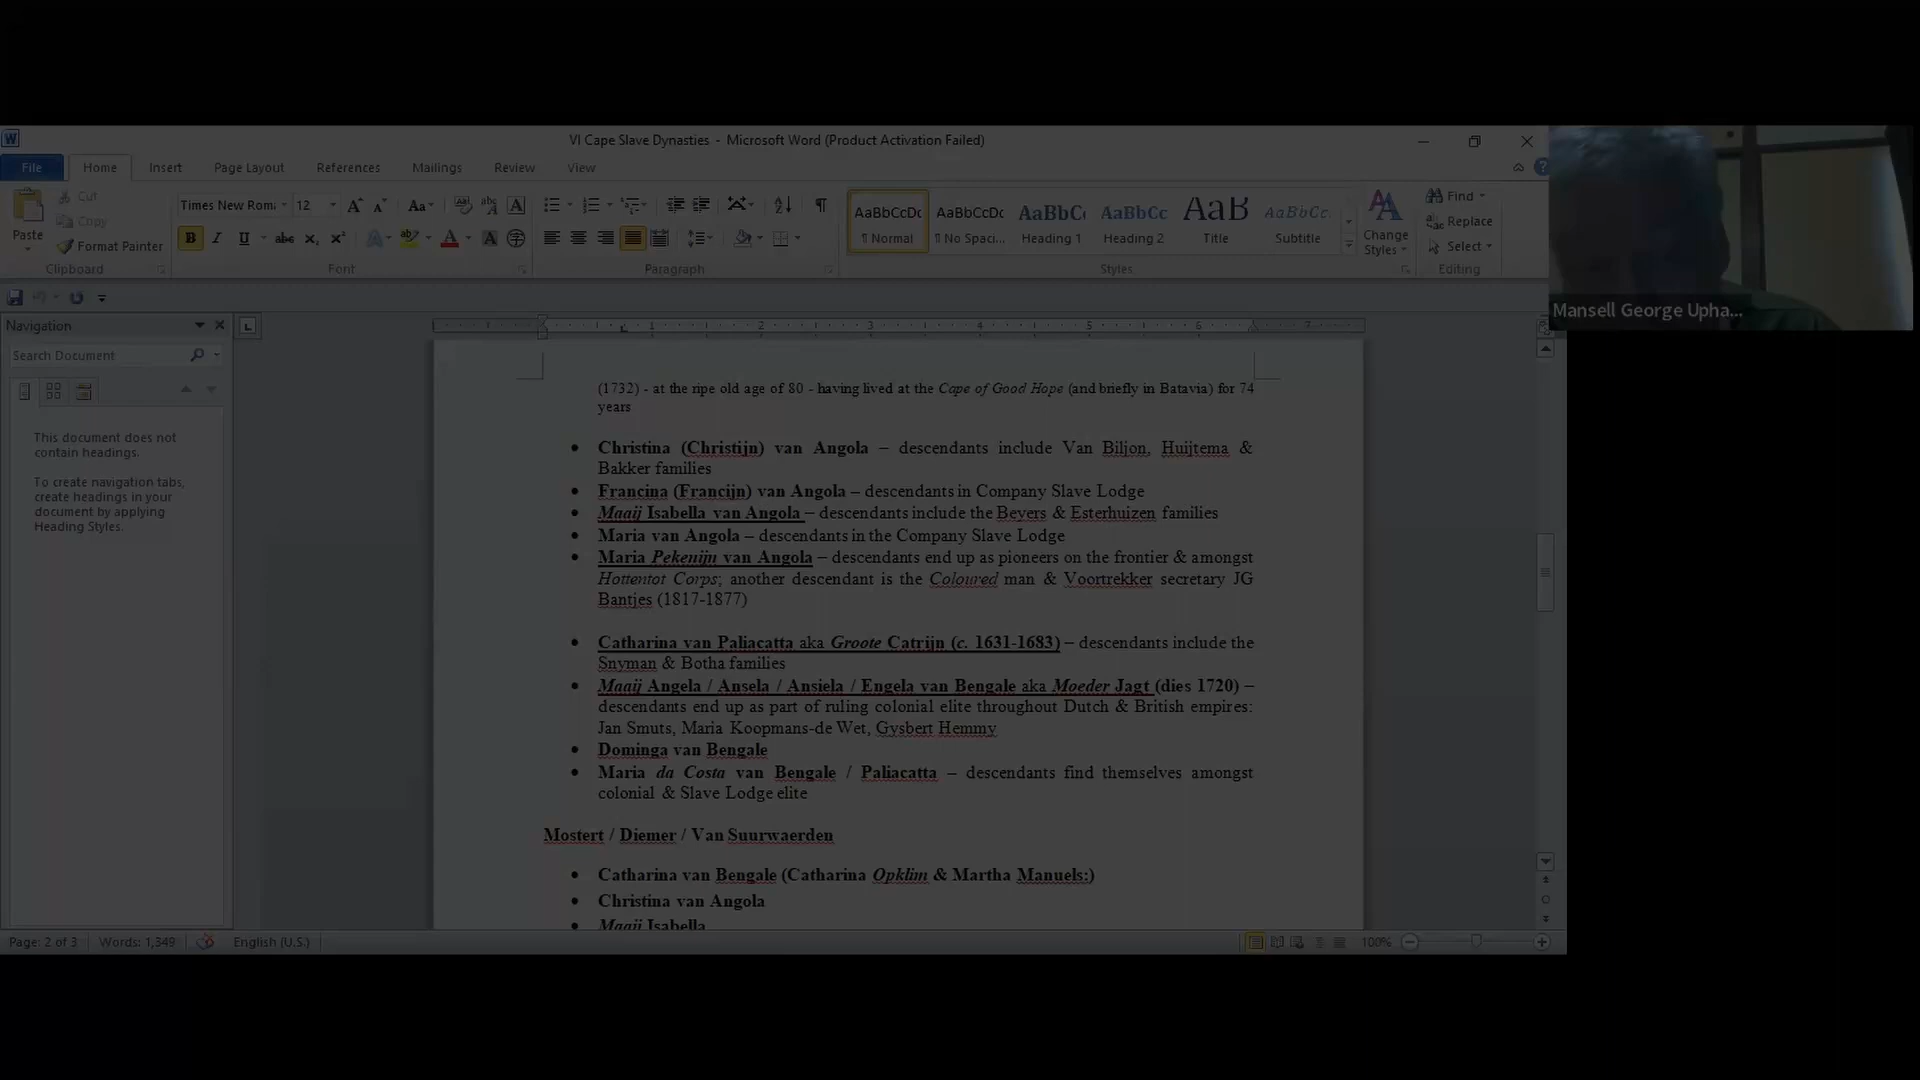 VI Cape Slave Dynasties - Microsoft Word (Product Activation Failed)
File Home Insert Page Layout References Mailings Review View
Paste
Cut
Copy
Format Painter
Clipboard
Times New Roma 12
Font
Paragraph
AaBbCcDc AaBbCcDc AaBbC AaBbCc AaB AaBbCc.
¶ Normal ¶ No Spaci... Heading 1 Heading 2 Title Subtitle
Change Styles
Styles
Find
Replace
Select
Editing
Mansell George Upha...
Navigation
Search Document
This document does not
contain headings.
To create navigation tabs,
create headings in your
document by applying
Heading Styles.
1 2 3 4 5 6 7
(1732) - at the ripe old age of 80 - having lived at the Cape of Good Hope (and briefly in Batavia) for 74
years
• Christina (Christijn) van Angola – descendants include Van Biljon, Huijtema &
Bakker families
• Francina (Francijn) van Angola – descendants in Company Slave Lodge
• Maaij Isabella van Angola – descendants include the Beyers & Esterhuizen families
• Maria van Angola – descendants in the Company Slave Lodge
• Maria Pekenijn van Angola – descendants end up as pioneers on the frontier & amongst
Hottentot Corps; another descendant is the Coloured man & Voortrekker secretary JG
Bantjes (1817-1877)
• Catharina van Paliacatta aka Groote Catrijn (c. 1631-1683) – descendants include the
Snyman & Botha families
• Maaij Angela / Ansela / Ansiela / Engela van Bengale aka Moeder Jagt (dies 1720) –
descendants end up as part of ruling colonial elite throughout Dutch & British empires:
Jan Smuts, Maria Koopmans-de Wet, Gysbert Hemmy
• Dominga van Bengale
• Maria da Costa van Bengale / Paliacatta – descendants find themselves amongst
colonial & Slave Lodge elite
Mostert / Diemer / Van Suurwaerden
• Catharina van Bengale (Catharina Opklim & Martha Manuels:)
• Christina van Angola
• Maaij Isabella
Page: 2 of 3 Words: 1,349 English (U.S.) 100%